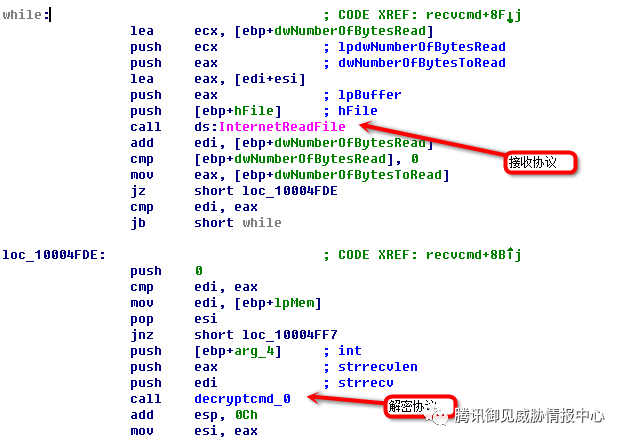 while: ; CODE XREF: recvcmd+8F↓j
lea ecx, [ebp+dwNumberOfBytesRead]
push ecx ; lpdwNumberOfBytesRead
push eax ; dwNumberOfBytesToRead
lea eax, [edi+esi]
push eax ; lpBuffer
push [ebp+hFile] ; hFile
call ds:InternetReadFile
add edi, [ebp+dwNumberOfBytesRead]
cmp [ebp+dwNumberOfBytesRead], 0
接收协议
mov eax, [ebp+dwNumberOfBytesToRead]
jz short loc_10004FDE
cmp edi, eax
jb short while
loc_10004FDE: ; CODE XREF: recvcmd+8B↑j
push 0
cmp edi, eax
mov edi, [ebp+lpMem]
pop esi
jnz short loc_10004FF7
push [ebp+arg_4] ; int
push eax ; strrecvlen
push edi ; strrecv
call decryptcmd_0
解密协议
add esp, 0Ch
腾讯御见威胁情报中心
mov esi, eax